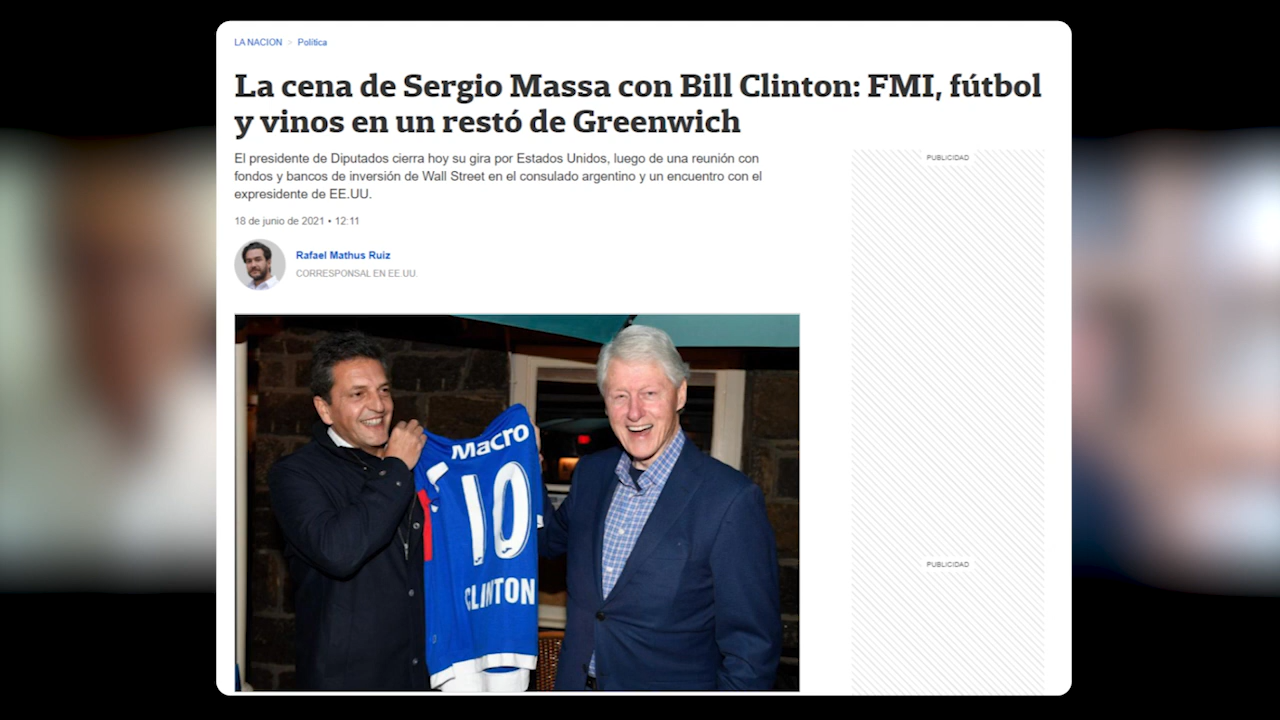 LA NACION > Política
La cena de Sergio Massa con Bill Clinton: FMI, fútbol
y vinos en un restó de Greenwich
El presidente de Diputados cierra hoy su gira por Estados Unidos, luego de una reunión con
fondos y bancos de inversión de Wall Street en el consulado argentino y un encuentro con el
expresidente de EE.UU.
18 de junio de 2021 • 12:11
Rafael Mathus Ruiz
CORRESPONSAL EN EE.UU.
PUBLICIDAD
Macro
10
CLINTON
PUBLICIDAD